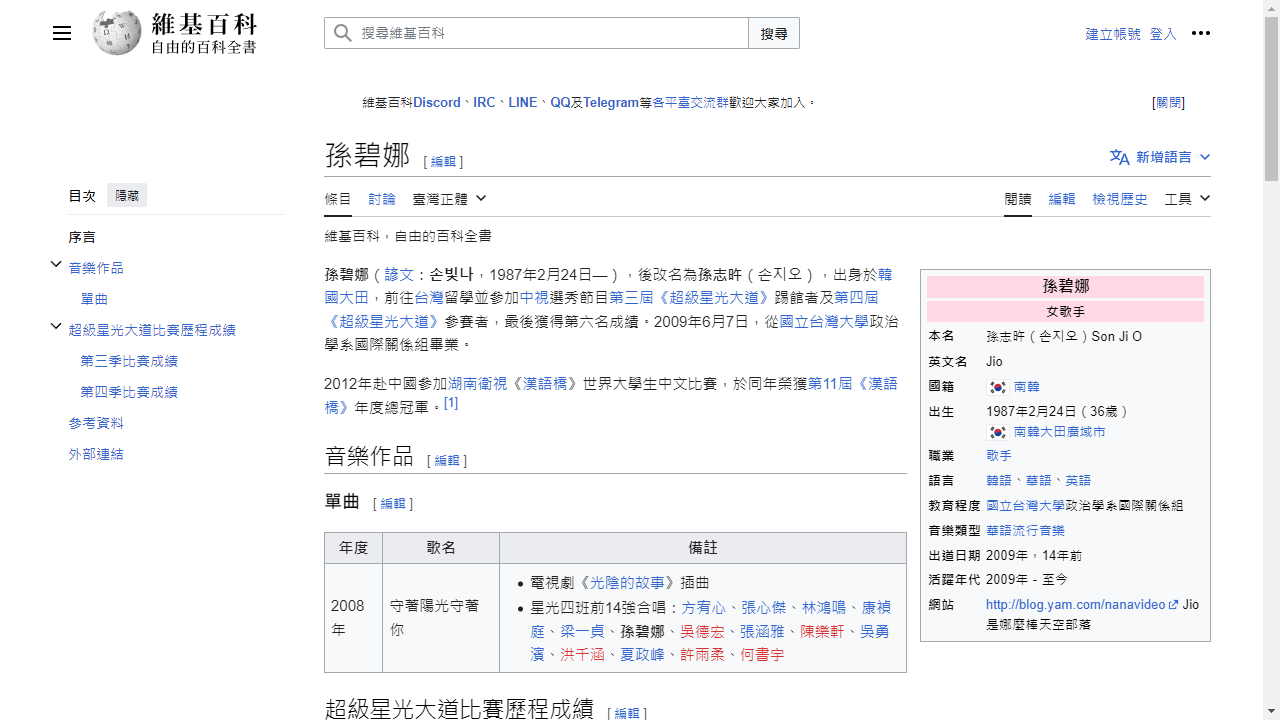 維基百科
自由的百科全書
搜尋維基百科
搜尋
建立帳號 登入
維基百科Discord、IRC、LINE、QQ及Telegram等各平臺交流群歡迎大家加入。
[關閉]
孫碧娜 [ 編輯 ]
新增語言
目次 隱藏
序言
音樂作品
單曲
超級星光大道比賽歷程成績
第三季比賽成績
第四季比賽成績
參考資料
外部連結
條目 討論 臺灣正體
閱讀 編輯 檢視歷史 工具
維基百科，自由的百科全書
孫碧娜（諺文：손빛나，1987年2月24日—），後改名為孫志旿（손지오），出身於韓
國大田，前往台灣留學並參加中視選秀節目第三屆《超級星光大道》踢館者及第四屆
《超級星光大道》參賽者，最後獲得第六名成績。2009年6月7日，從國立台灣大學政治
學系國際關係組畢業。
2012年赴中國參加湖南衛視《漢語橋》世界大學生中文比賽，於同年榮獲第11屆《漢語
橋》年度總冠軍。[1]
孫碧娜
女歌手
本名 孫志旿（손지오）Son Ji O
英文名 Jio
國籍 南韓
出生 1987年2月24日（36歲）
南韓大田廣域市
職業 歌手
語言 韓語、華語、英語
教育程度 國立台灣大學政治學系國際關係組
音樂類型 華語流行音樂
出道日期 2009年，14年前
活躍年代 2009年 - 至今
網站 http://blog.yam.com/nanavideo Jio
是娜麼棒天空部落
音樂作品 [ 編輯 ]
單曲 [ 編輯 ]
年度 歌名 備註
2008
年
守著陽光守著
你
電視劇《光陰的故事》插曲
星光四班前14強合唱：方宥心、張心傑、林鴻鳴、康禎
庭、梁一貞、孫碧娜、吳德宏、張涵雅、陳樂軒、吳勇
濱、洪千涵、夏政峰、許雨柔、何書宇
超級星光大道比賽歷程成績 [ 編輯 ]